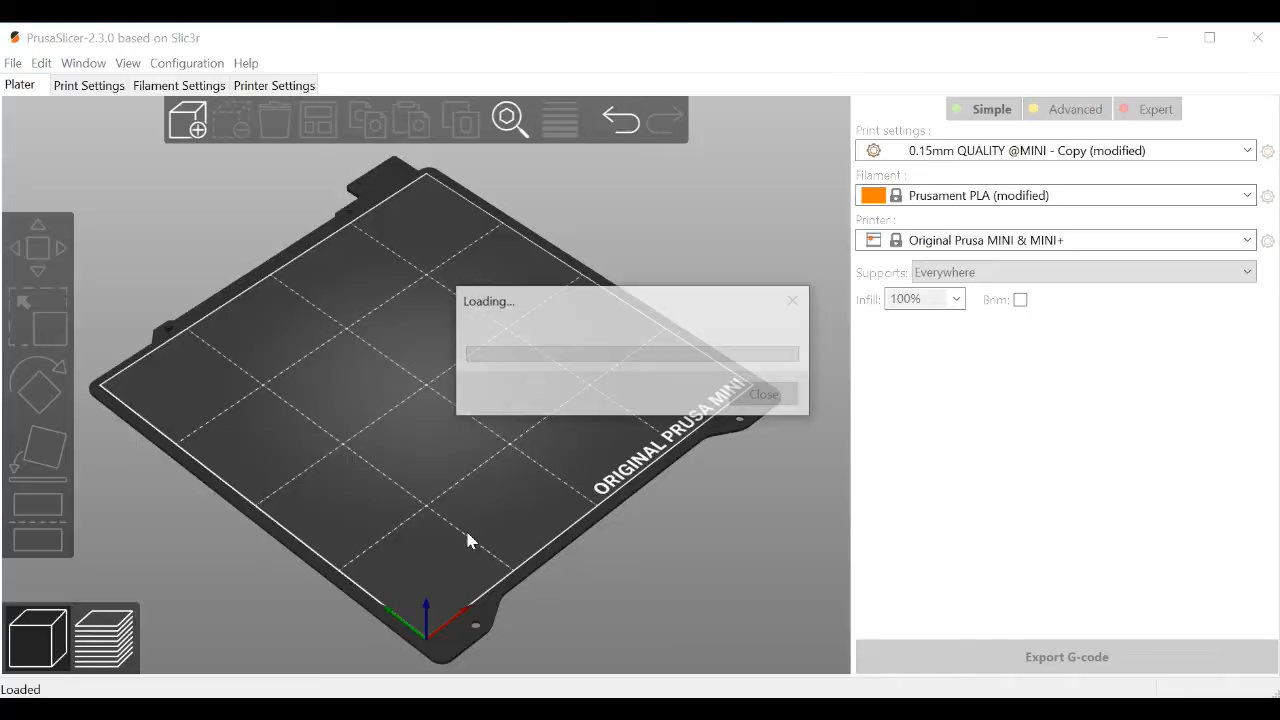 PrusaSlicer-2.3.0 based on Slic3r
File Edit Window View Configuration Help
Plater Print Settings Filament Settings Printer Settings
Simple Advanced Expert
Print settings :
0.15mm QUALITY @MINI - Copy (modified)
Filament :
Prusament PLA (modified)
Printer :
Original Prusa MINI & MINI+
Supports: Everywhere
Infill: 100% Brim:
Loading...
Close
ORIGINAL PRUSA MINI
Export G-code
Loaded